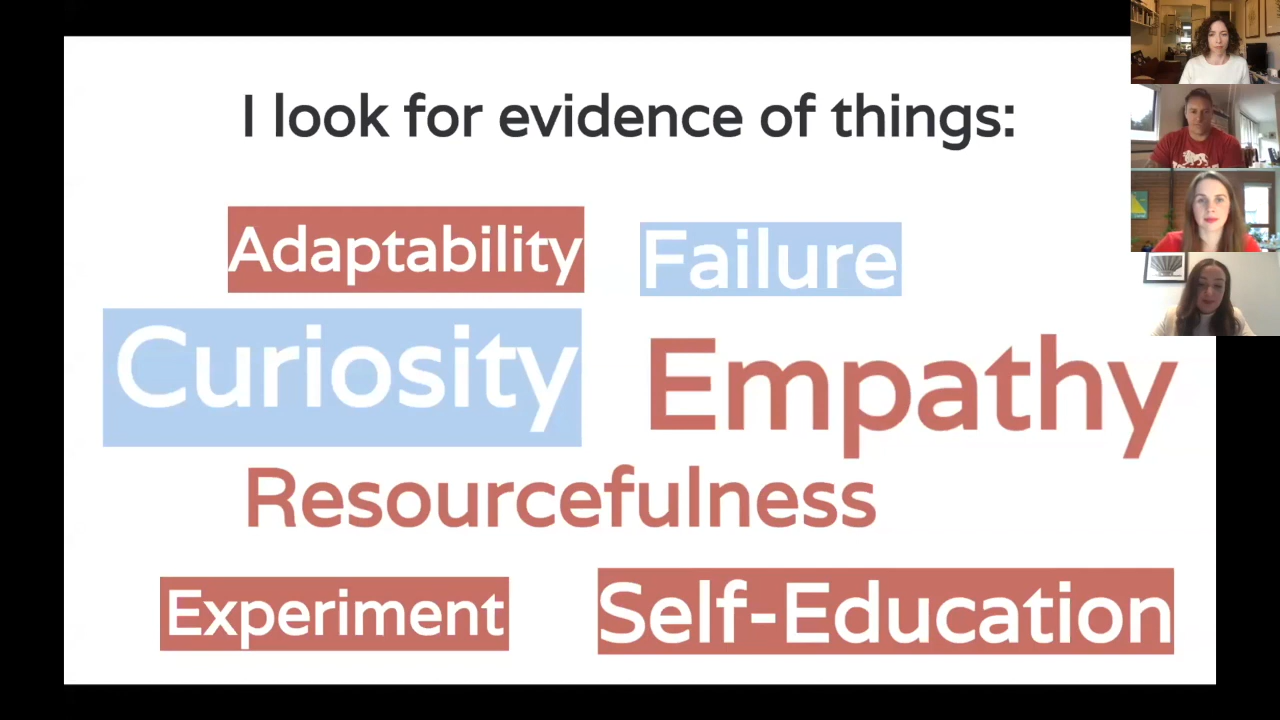 I look for evidence of things:
Adaptability
Failure
Curiosity
Empathy
Resourcefulness
Experiment
Self-Education